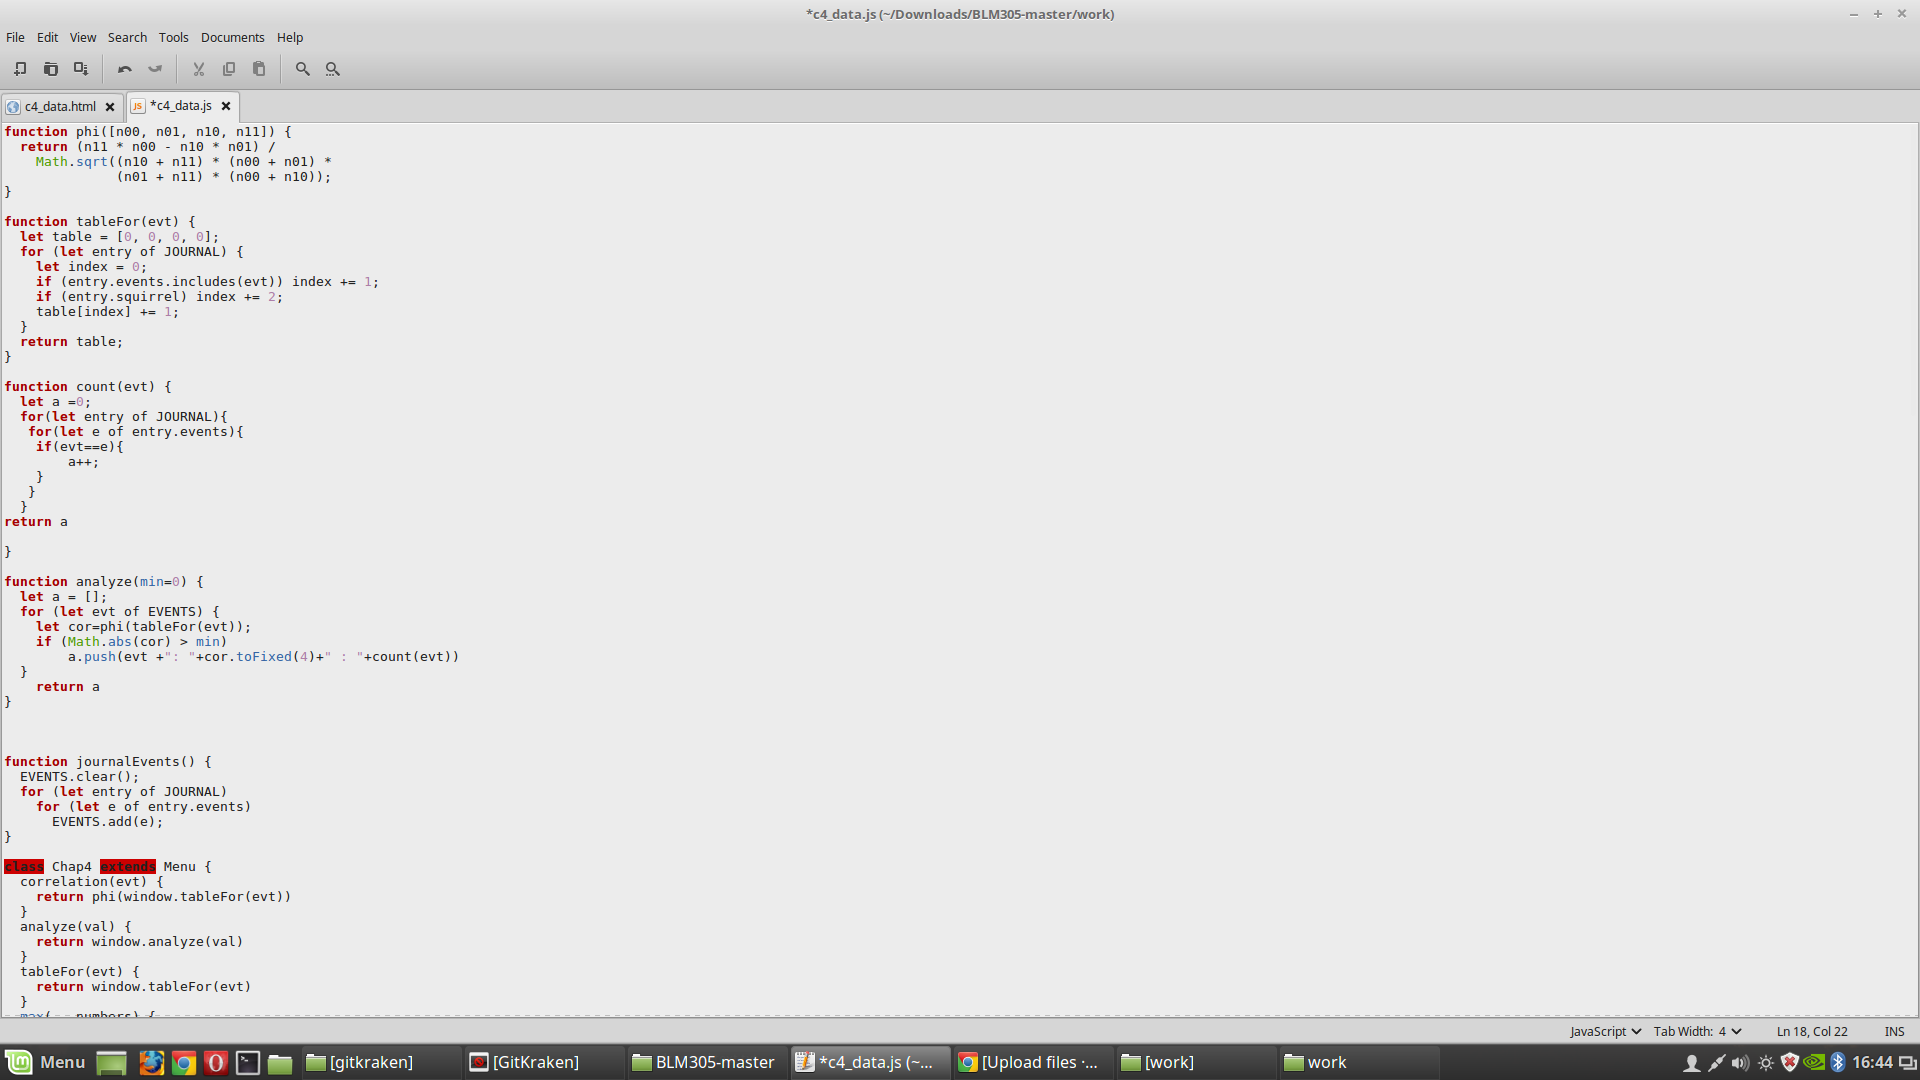 *c4_data.js (~/Downloads/BLM305-master/work)
File Edit View Search Tools Documents Help
c4_data.html *c4_data.js
function phi([n00, n01, n10, n11]) {
  return (n11 * n00 - n10 * n01) /
    Math.sqrt((n10 + n11) * (n00 + n01) *
              (n01 + n11) * (n00 + n10));
}
function tableFor(evt) {
  let table = [0, 0, 0, 0];
  for (let entry of JOURNAL) {
    let index = 0;
    if (entry.events.includes(evt)) index += 1;
    if (entry.squirrel) index += 2;
    table[index] += 1;
  }
  return table;
}
function count(evt) {
  let a =0;
  for(let entry of JOURNAL){
   for(let e of entry.events){
    if(evt==e){
        a++;
    }
   }
  }
return a
}
function analyze(min=0) {
  let a = [];
  for (let evt of EVENTS) {
    let cor=phi(tableFor(evt));
    if (Math.abs(cor) > min)
        a.push(evt +": "+cor.toFixed(4)+" : "+count(evt))
  }
    return a
}
function journalEvents() {
  EVENTS.clear();
  for (let entry of JOURNAL)
    for (let e of entry.events)
      EVENTS.add(e);
}
class Chap4 extends Menu {
  correlation(evt) {
    return phi(window.tableFor(evt))
  }
  analyze(val) {
    return window.analyze(val)
  }
  tableFor(evt) {
    return window.tableFor(evt)
  }
  max(...numbers) {
JavaScript Tab Width: 4 Ln 18, Col 22 INS
Menu [gitkraken] [GitKraken] BLM305-master *c4_data.js (~... [Upload files ·... [work] work 16:44